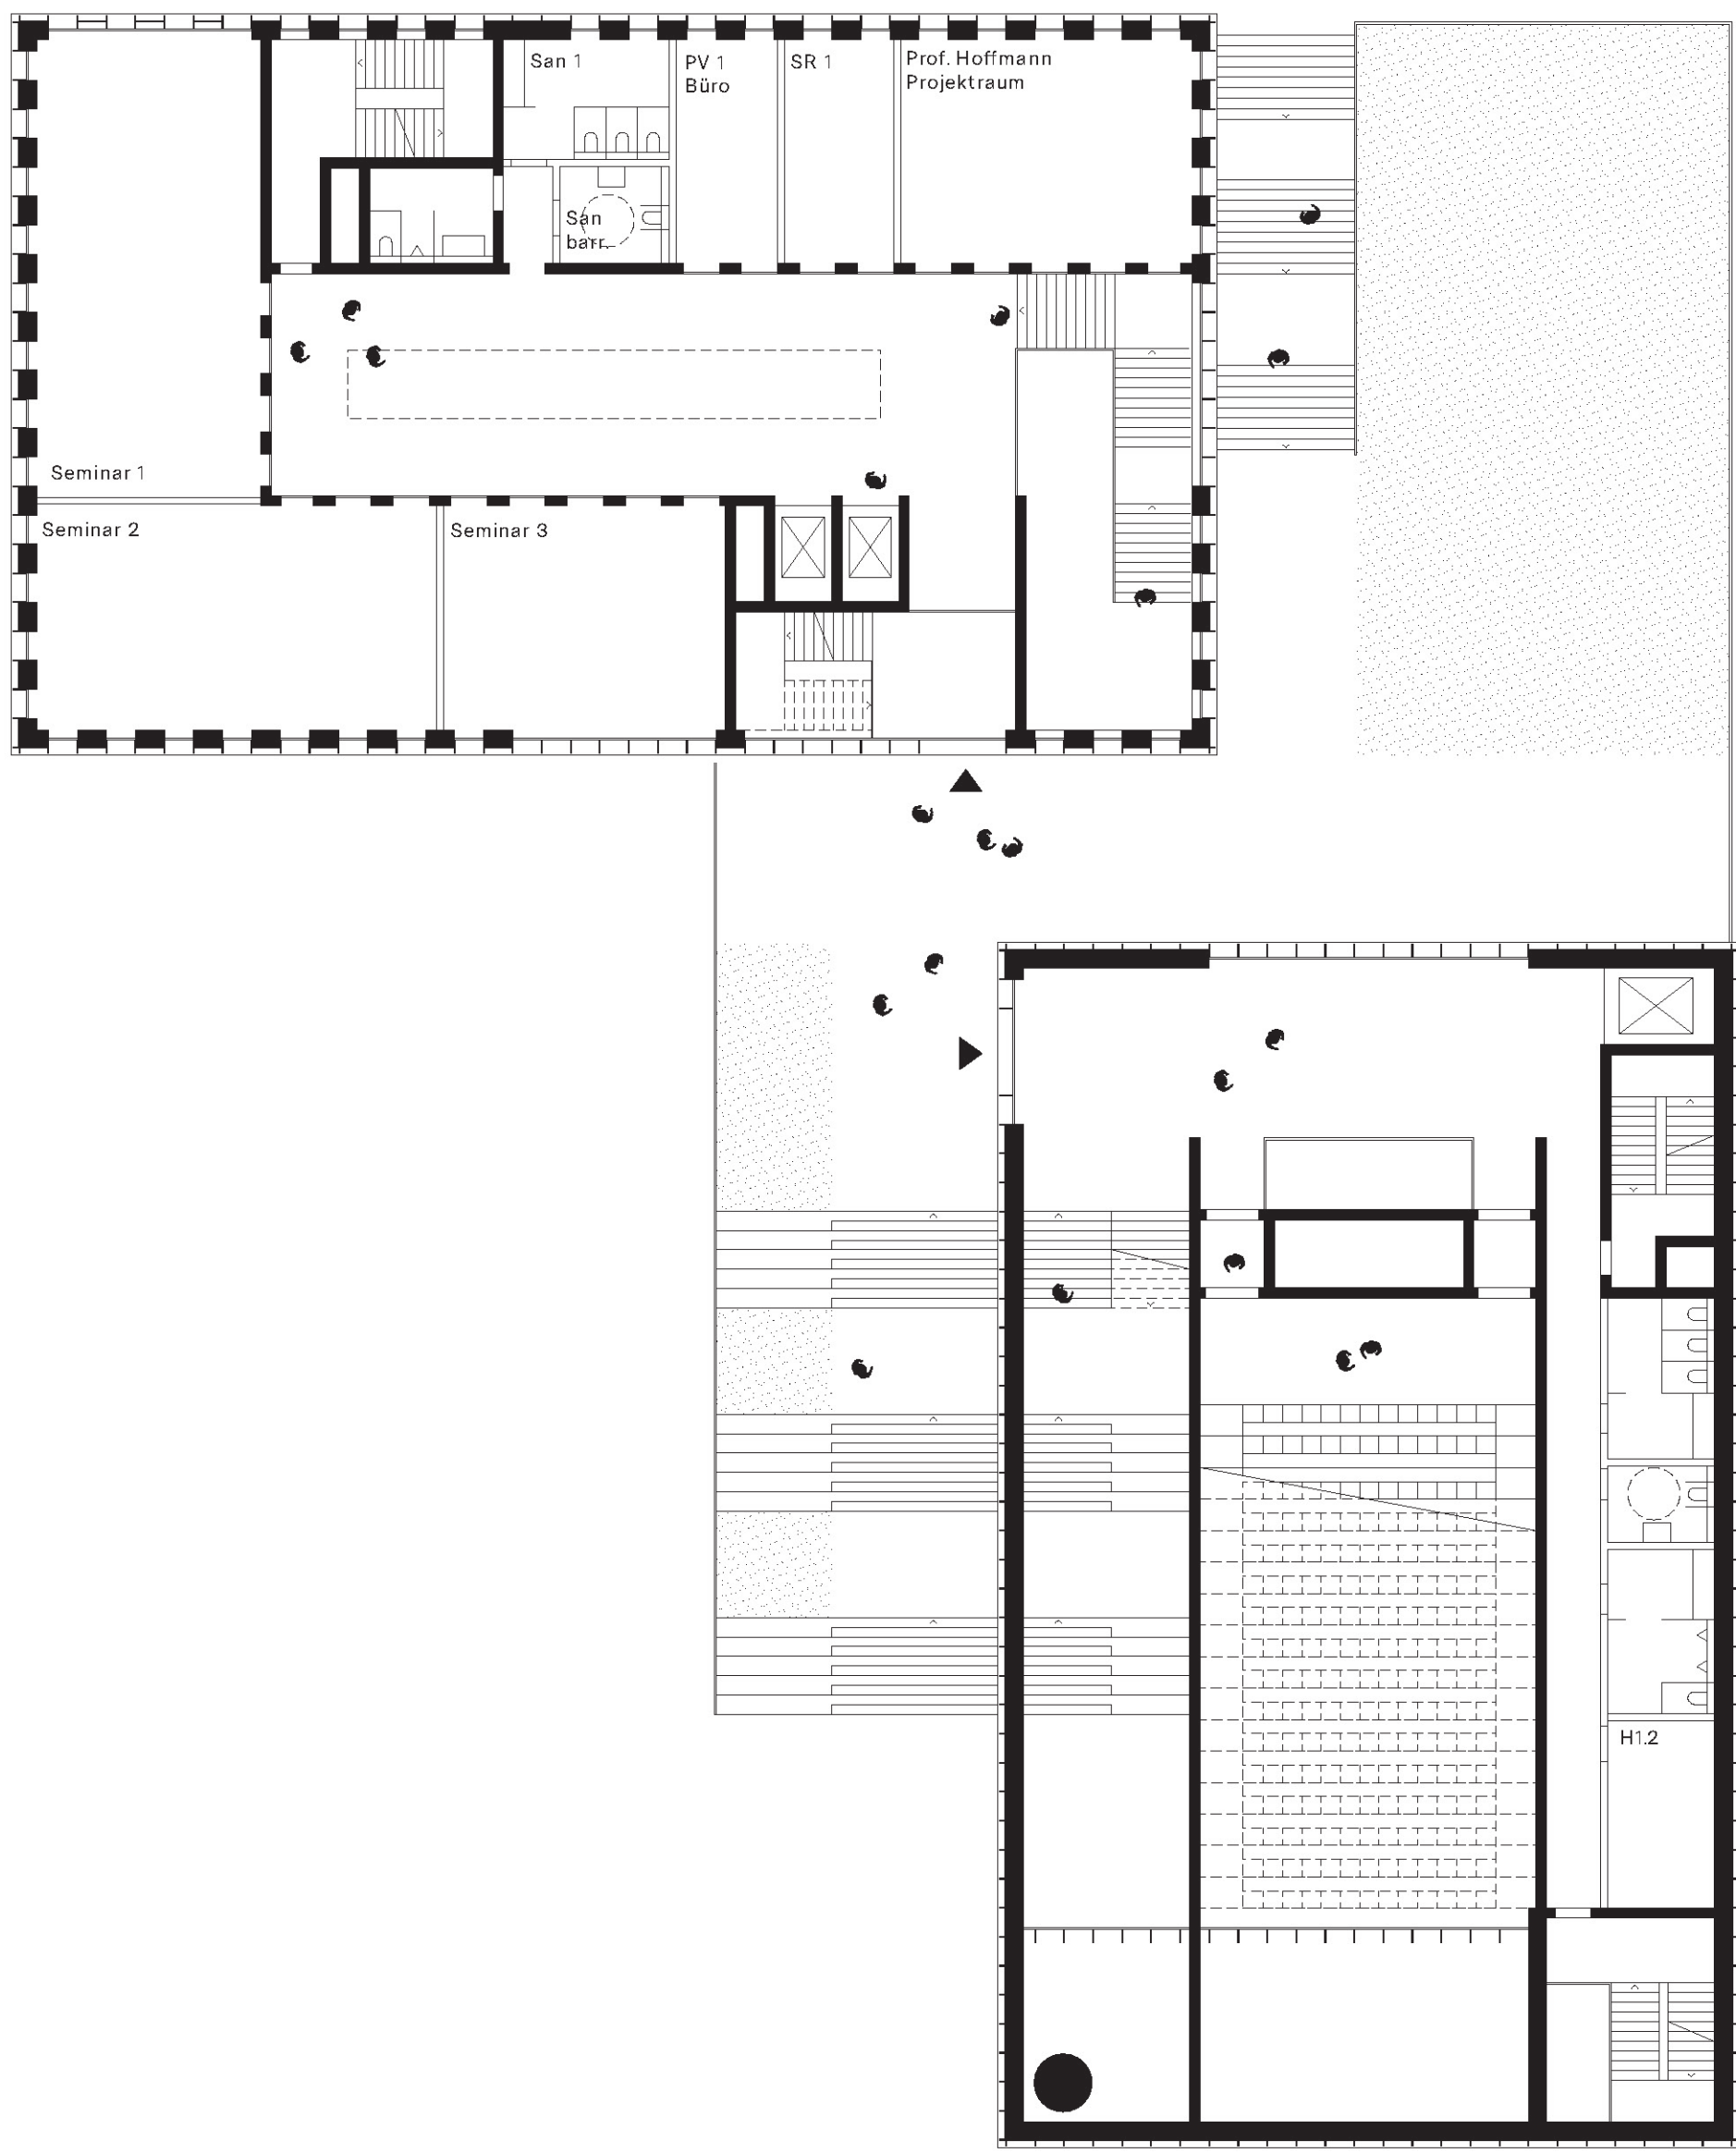 San 1
PV 1
Büro
SR 1
Prof. Hoffmann
Projektraum
San
barr.
Seminar 1
Seminar 2
Seminar 3
H1.2